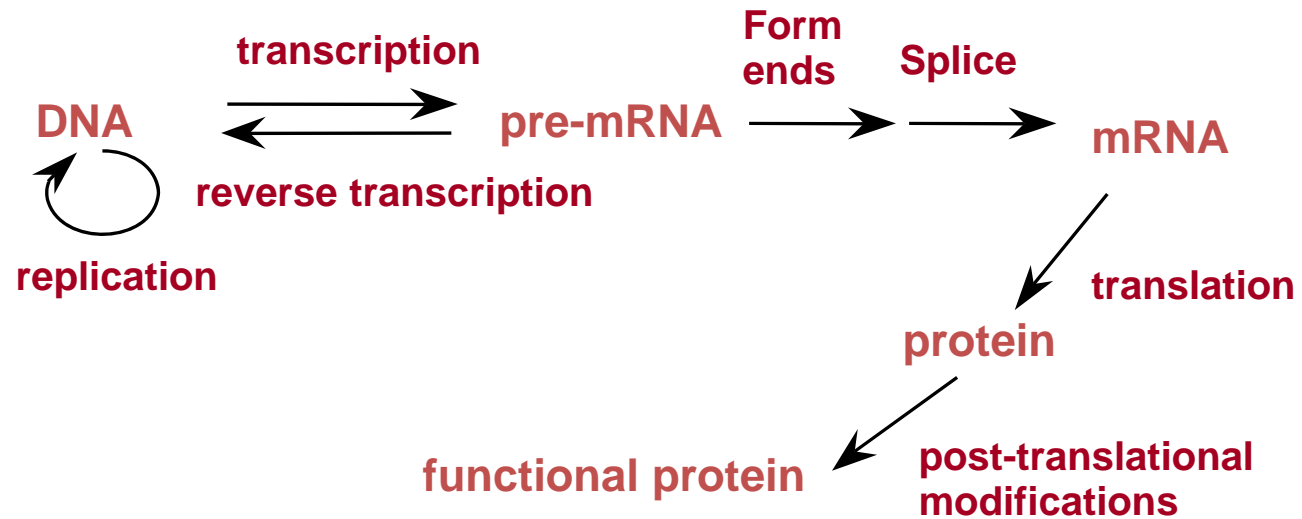 transcription
Form
ends
Splice
DNA
pre-mRNA
mRNA
reverse transcription
replication
translation
protein
functional protein
post-translational
modifications